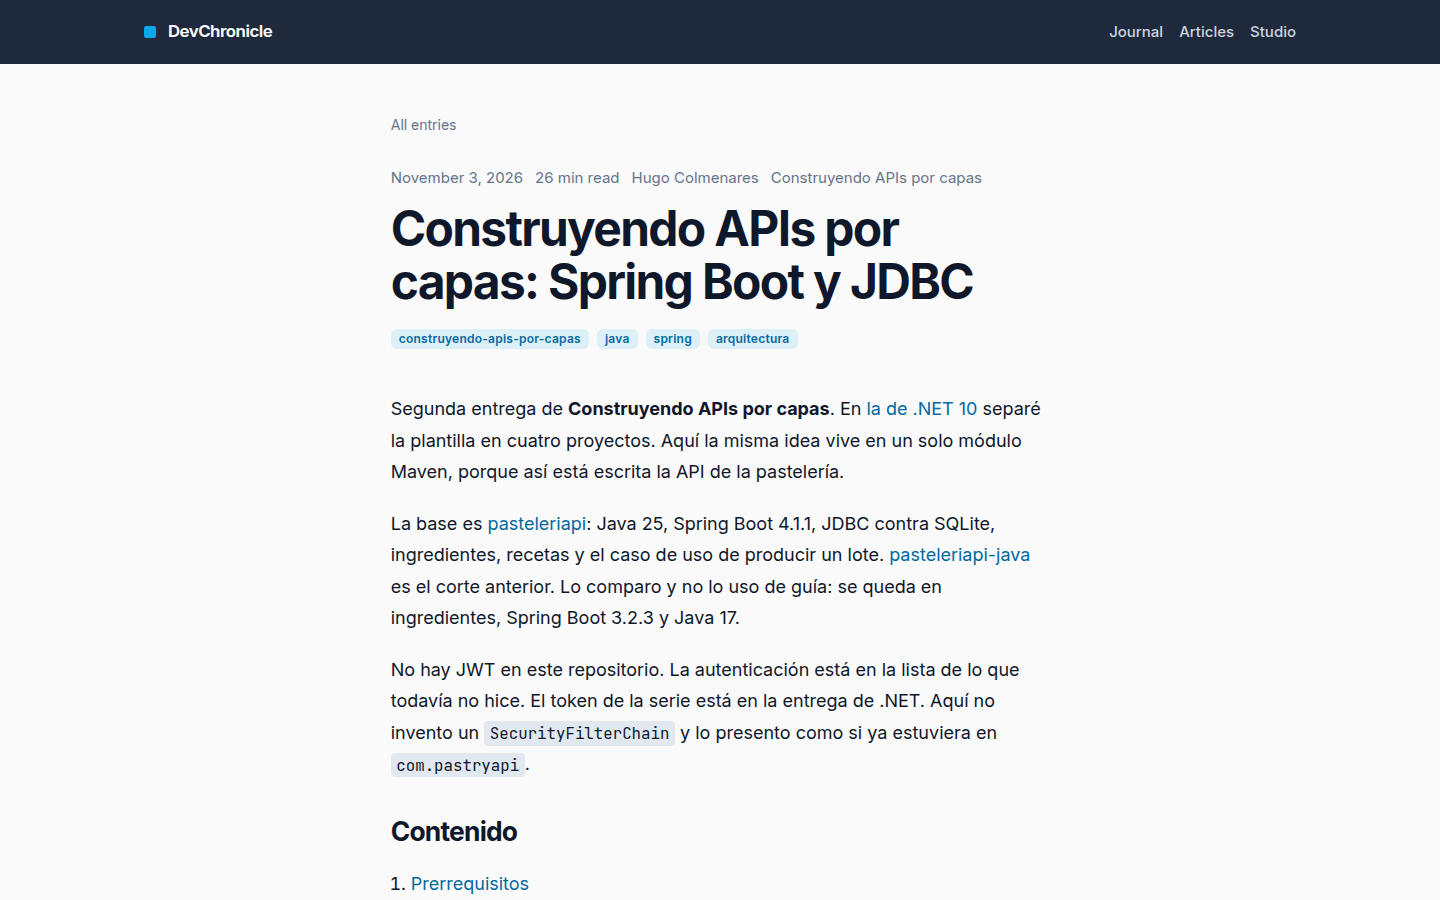 DevChronicle
Journal Articles Studio
All entries
November 3, 2026 26 min read Hugo Colmenares Construyendo APIs por capas
Construyendo APIs por
capas: Spring Boot y JDBC
construyendo-apis-por-capas java spring arquitectura
Segunda entrega de Construyendo APIs por capas. En la de .NET 10 separé
la plantilla en cuatro proyectos. Aquí la misma idea vive en un solo módulo
Maven, porque así está escrita la API de la pastelería.
La base es pasteleriapi: Java 25, Spring Boot 4.1.1, JDBC contra SQLite,
ingredientes, recetas y el caso de uso de producir un lote. pasteleriapi-java
es el corte anterior. Lo comparo y no lo uso de guía: se queda en
ingredientes, Spring Boot 3.2.3 y Java 17.
No hay JWT en este repositorio. La autenticación está en la lista de lo que
todavía no hice. El token de la serie está en la entrega de .NET. Aquí no
invento un SecurityFilterChain y lo presento como si ya estuviera en
com.pastryapi.
Contenido
1. Prerrequisitos